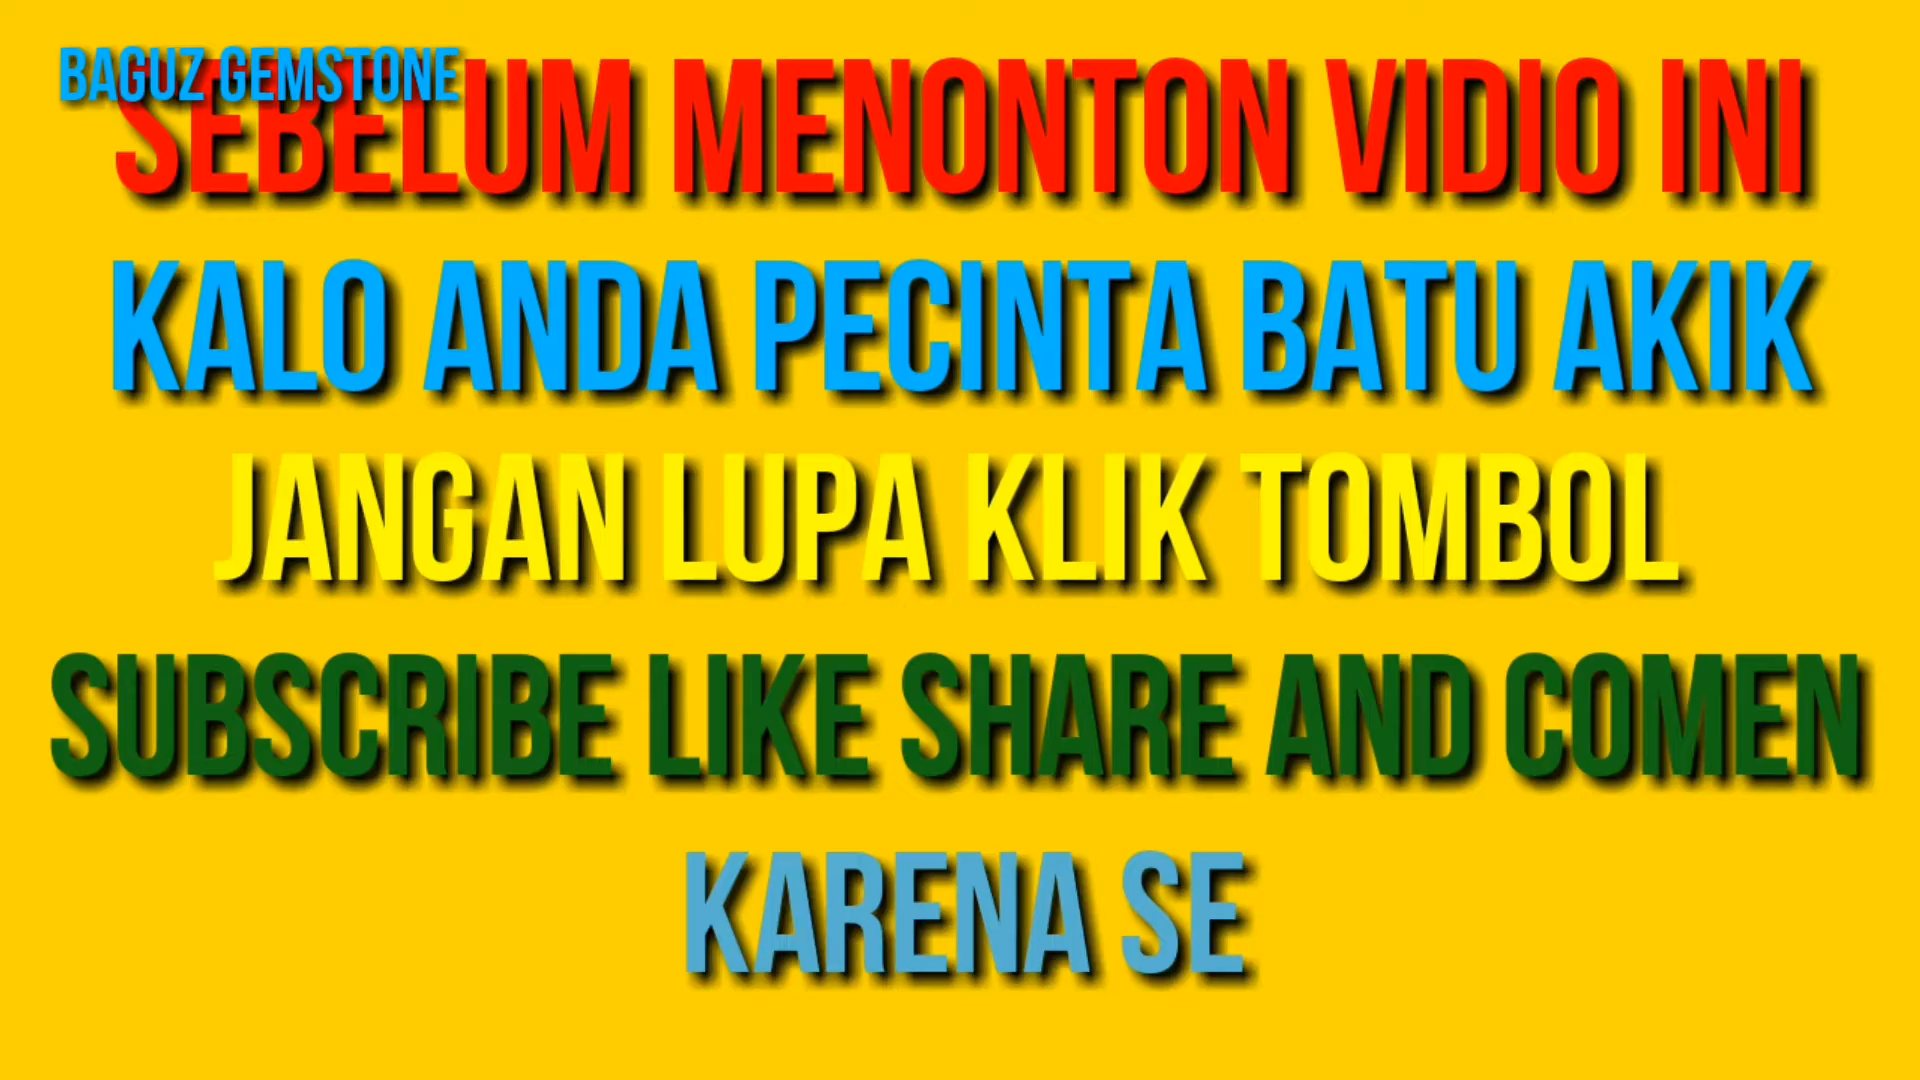 BAGUZ GEMSTONE
SEBELUM MENONTON VIDIO INI
KALO ANDA PECINTA BATU AKIK
JANGAN LUPA KLIK TOMBOL
SUBSCRIBE LIKE SHARE AND COMEN
KARENA SE